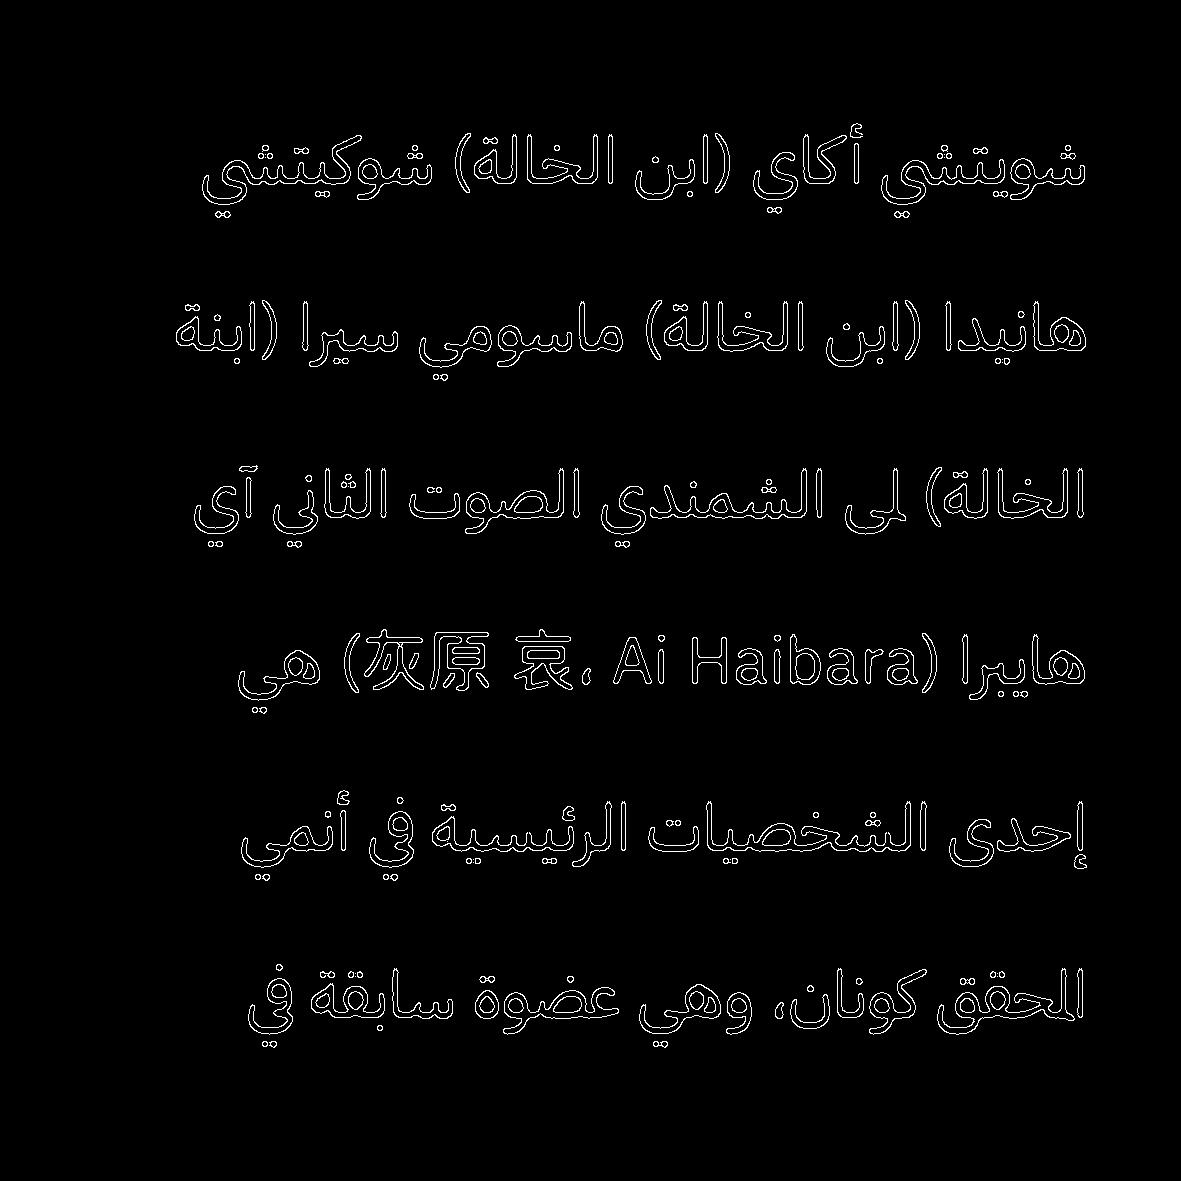 شويتشي أكاي (ابن الخالة) شوكيتشي
هانيدا (ابن الخالة) ماسومي سيرا (ابنة
الخالة) لمى الشمندي الصوت الثاني آي
هايبرا (灰原 哀، Ai Haibara) هي
إحدى الشخصيات الرئيسية في أنمي
المحقق كونان، وهي عضوة سابقة في